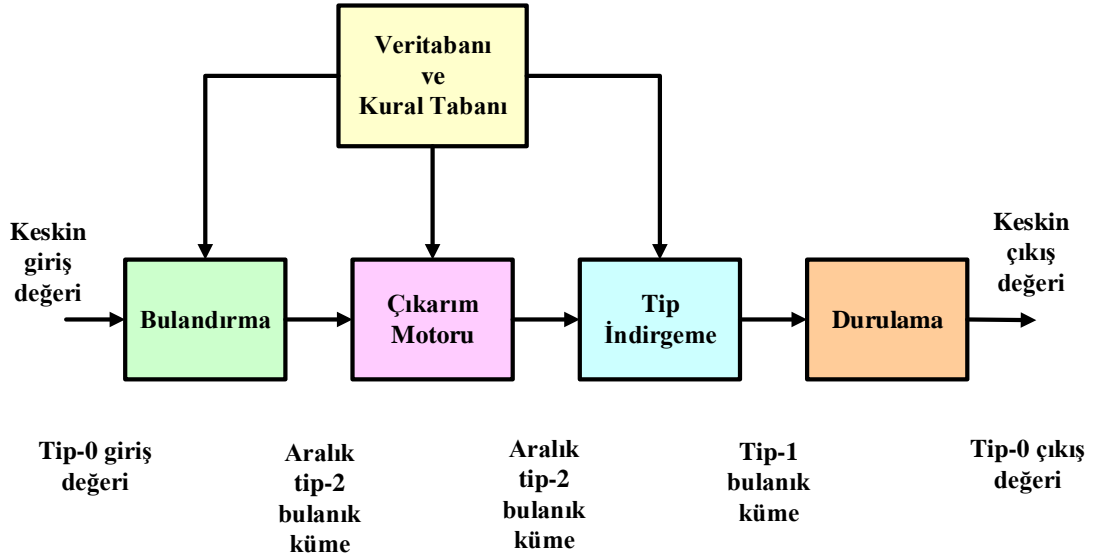 Veritabanı
ve
Kural Tabanı
Keskin
giriş
değeri
Bulandırma
Çıkarım
Motoru
Tip
İndirgeme
Durulama
Keskin
çıkış
değeri
Tip-0 giriş
değeri
Aralık
tip-2
bulanık
küme
Aralık
tip-2
bulanık
küme
Tip-1
bulanık
küme
Tip-0 çıkış
değeri